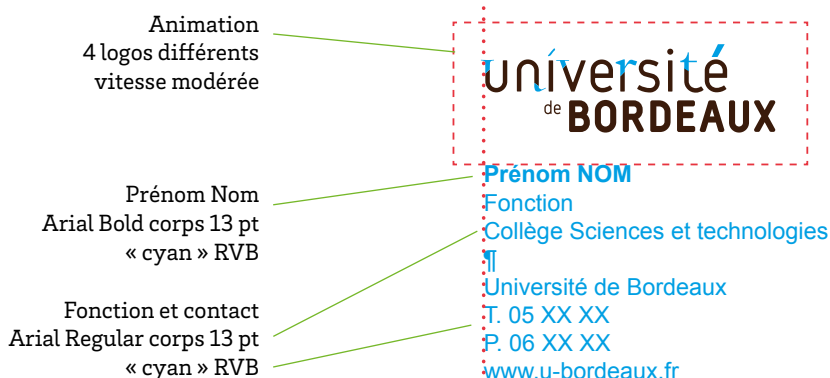 Animation
4 logos différents
vitesse modérée
université
de BORDEAUX
Prénom Nom
Arial Bold corps 13 pt
« cyan » RVB
Fonction et contact
Arial Regular corps 13 pt
« cyan » RVB
Prénom NOM
Fonction
Collège Sciences et technologies
¶
Université de Bordeaux
T. 05 XX XX
P. 06 XX XX
www.u-bordeaux.fr